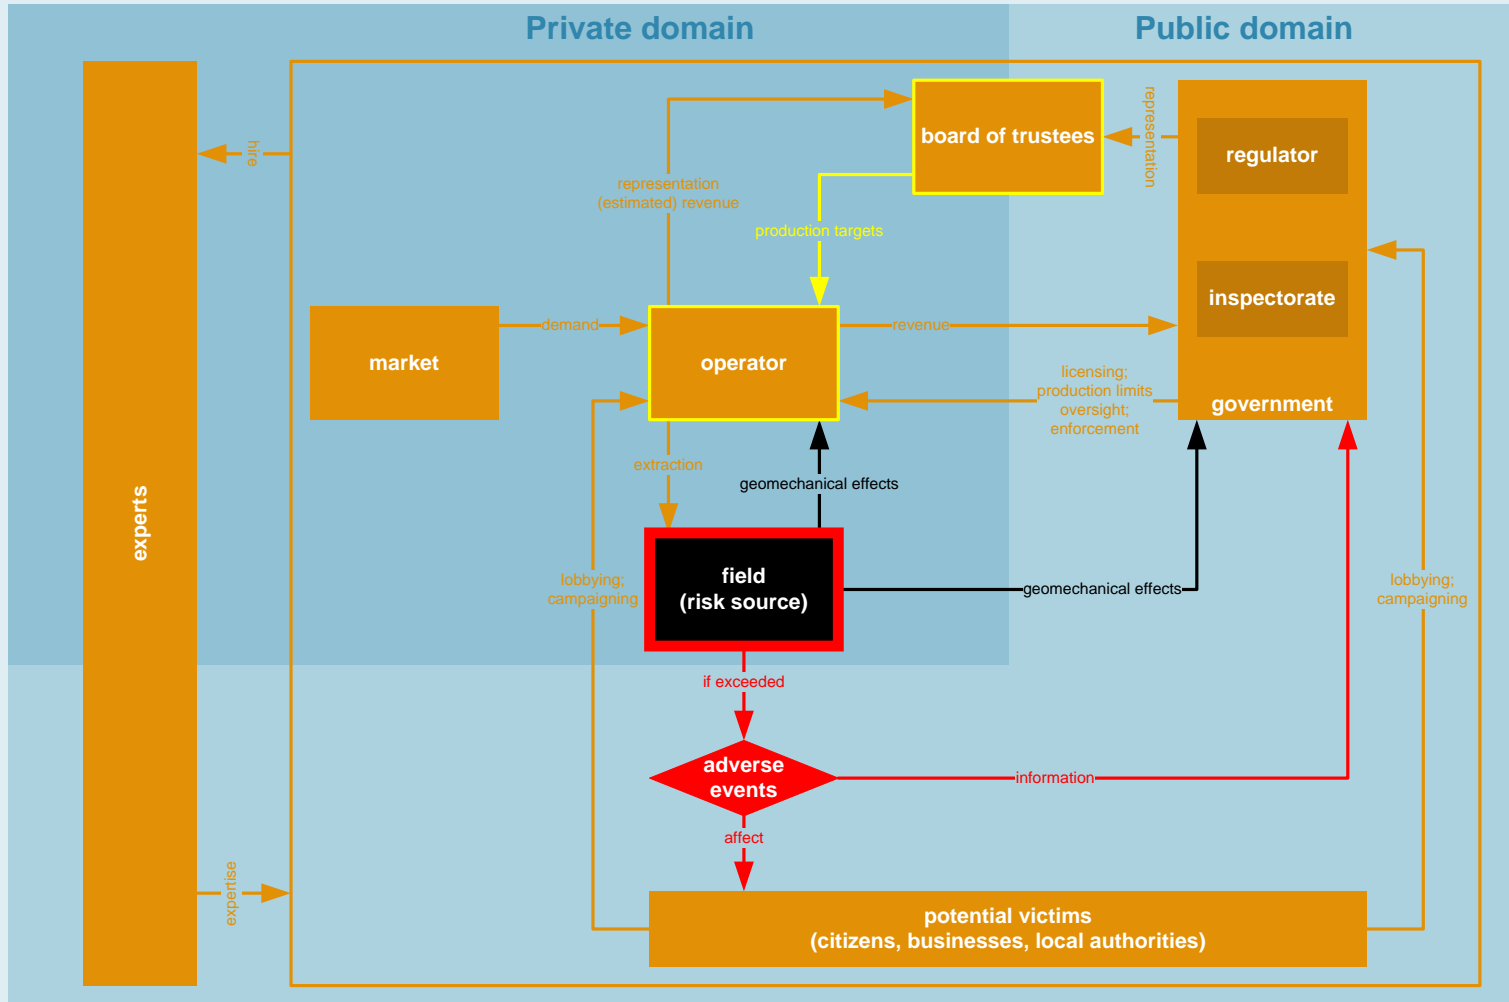 Private domain
Public domain
board of trustees
representation
regulator
hire
representation
(estimated) revenue
production targets
inspectorate
market
demand
operator
revenue
licensing;
production limits
oversight;
enforcement
government
extraction
geomechanical effects
experts
field
(risk source)
lobbying;
campaigning
geomechanical effects
lobbying;
campaigning
if exceeded
adverse
events
information
affect
expertise
potential victims
(citizens, businesses, local authorities)